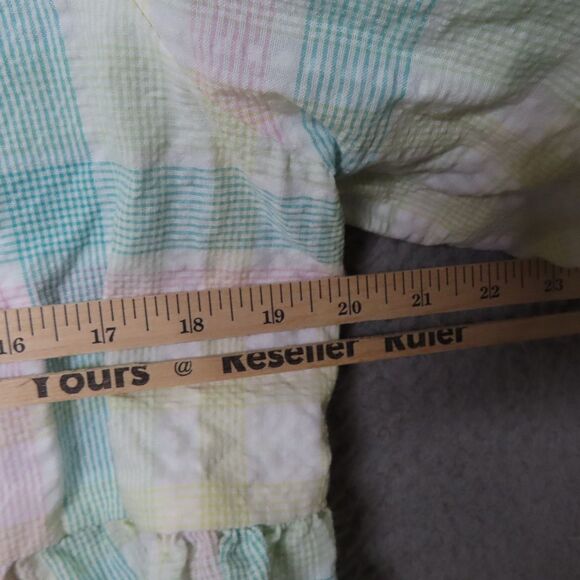 16 17 18 19 20 21 22 23
Yours @ Reseller Ruler